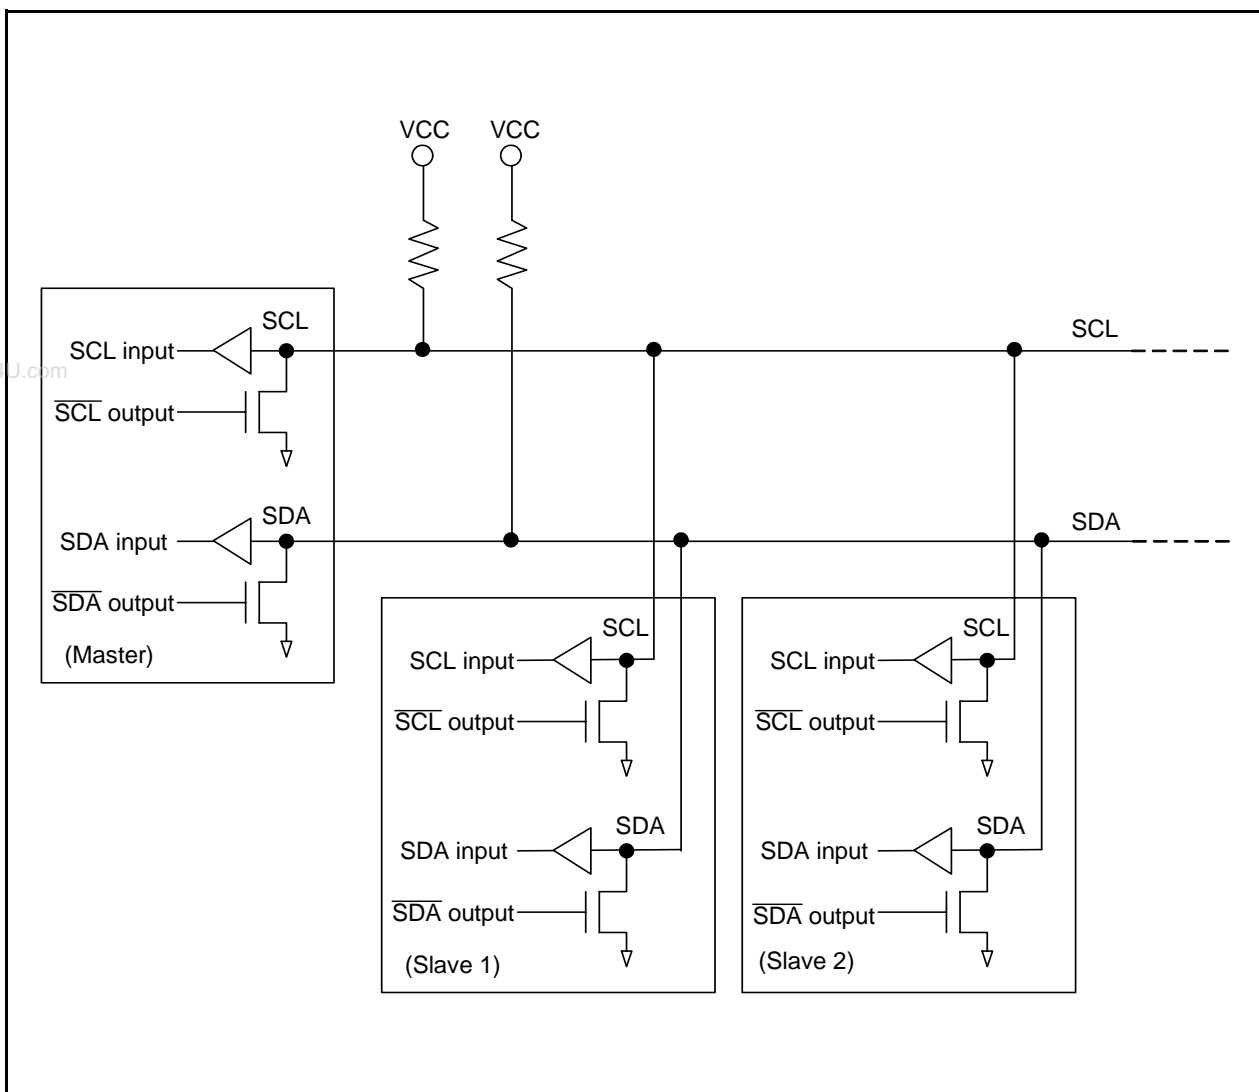 VCC VCC
SCL
SCL input
SCL output
SDA
SDA input
SDA output
(Master)
SCL
SDA
SCL
SCL input
SCL output
SDA
SDA input
SDA output
(Slave 1)
SCL
SCL input
SCL output
SDA
SDA input
SDA output
(Slave 2)
U.com